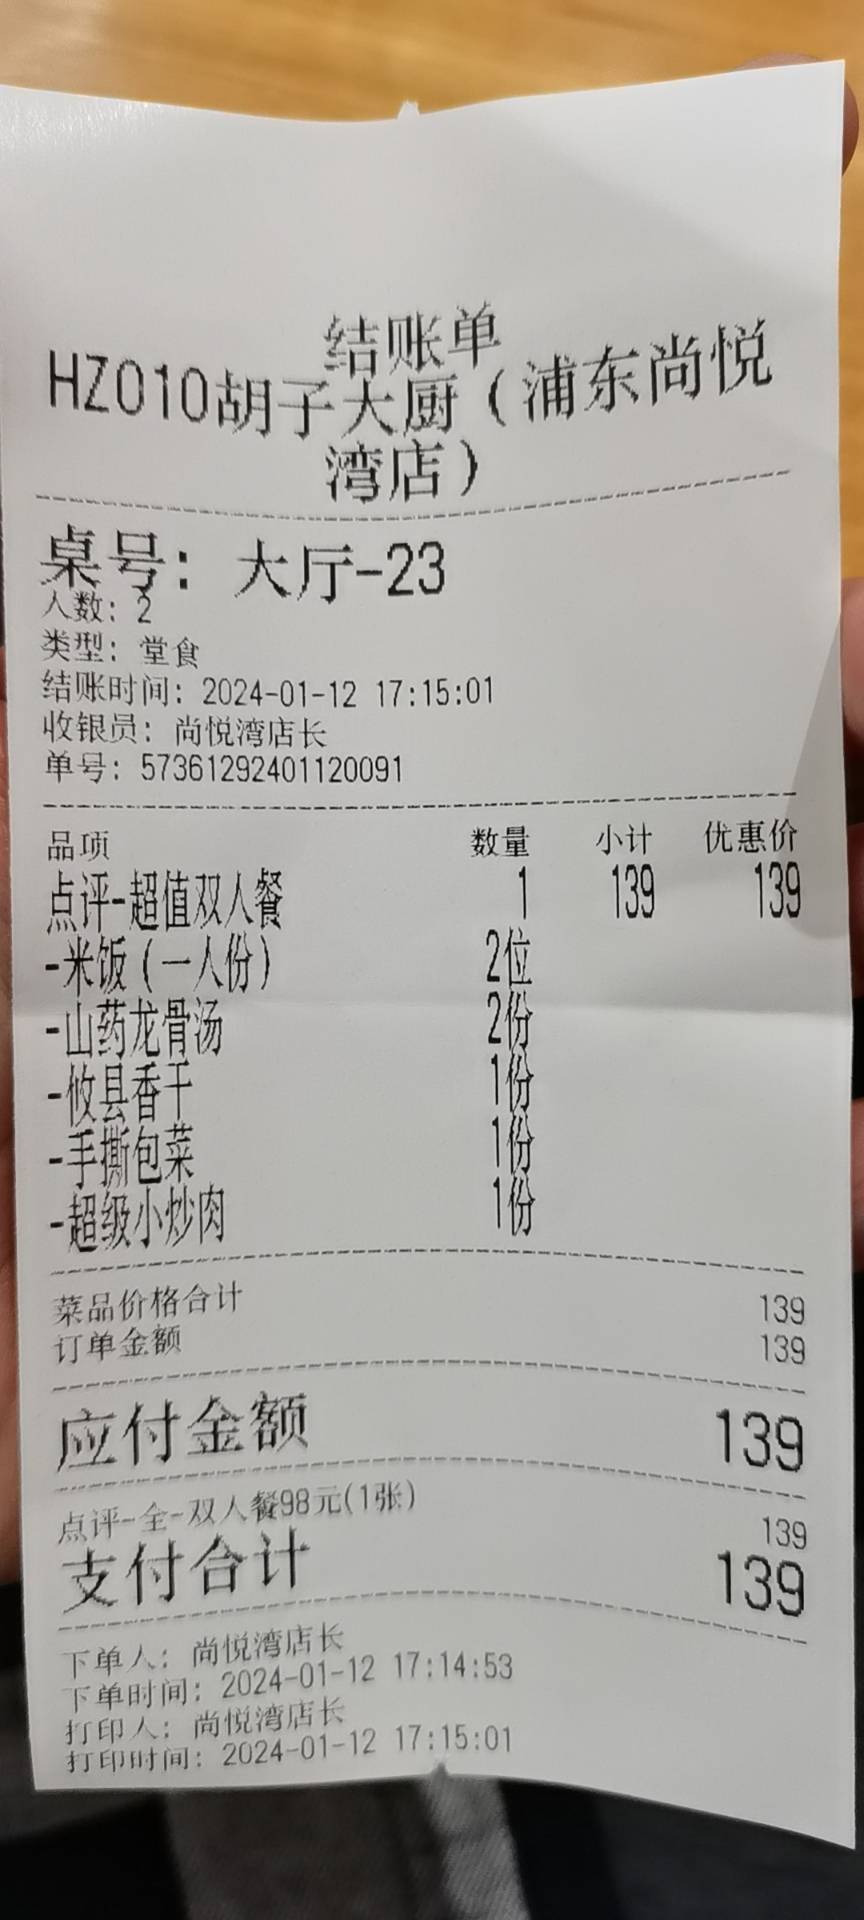 结账单
HZ010胡子大厨（浦东尚悦
湾店）
桌号：大厅-23
人数：2
类型：堂食
结账时间：2024-01-12 17:15:01
收银员：尚悦湾店长
单号：57361292401120091
品项 数量 小计 优惠价
点评-超值双人餐 1 139 139
-米饭（一人份） 2位
-山药龙骨汤 2份
-攸县香干 1份
-手撕包菜 1份
-超级小炒肉 1份
菜品价格合计 139
订单金额 139
应付金额 139
点评-全-双人餐98元(1张) 139
支付合计 139
下单人：尚悦湾店长
下单时间：2024-01-12 17:14:53
打印人：尚悦湾店长
打印时间：2024-01-12 17:15:01